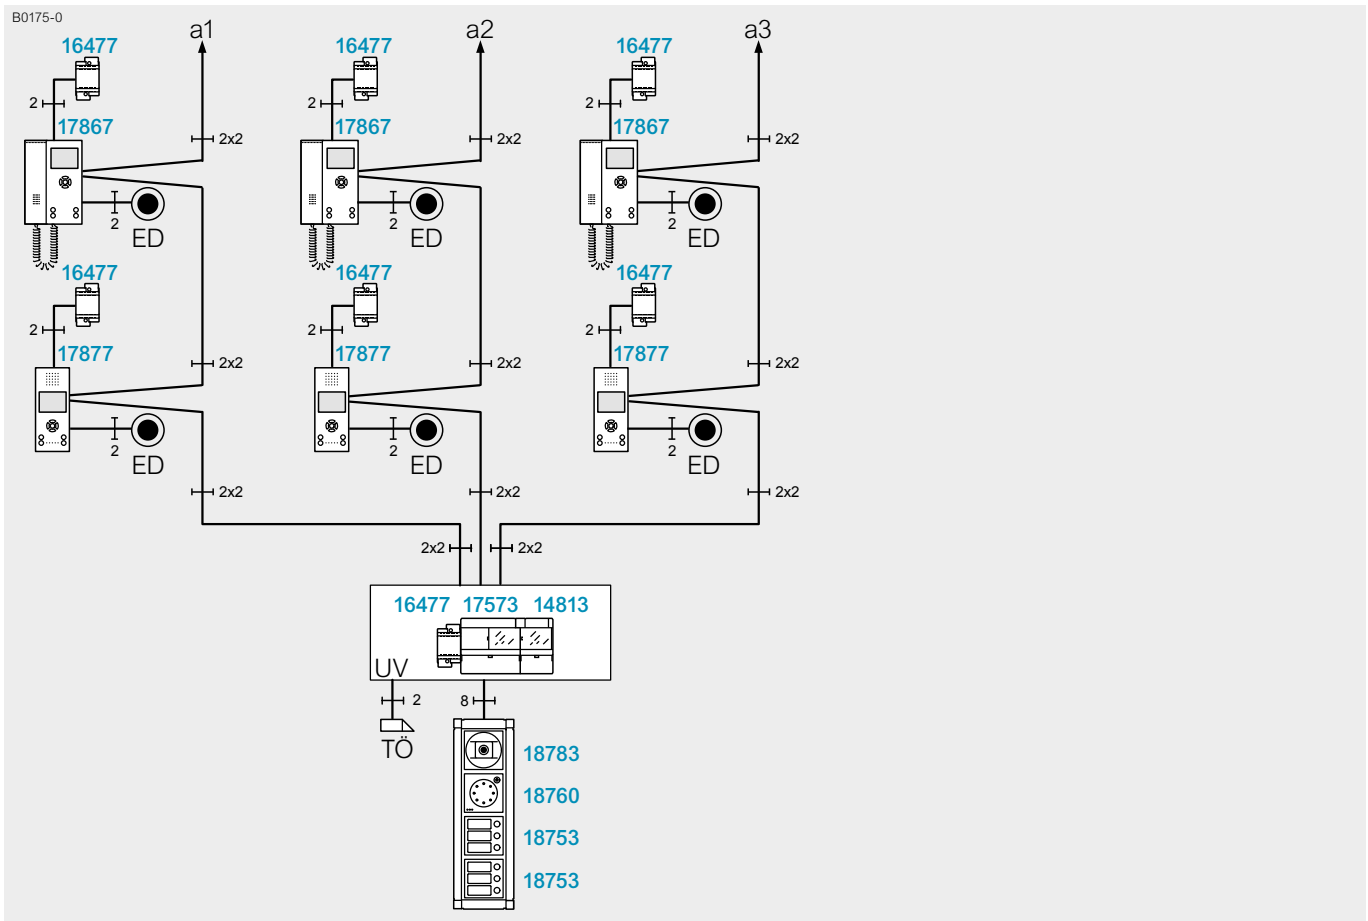 B0175-0
a1 a2 a3
16477 16477 16477
2 2 2
17867 17867 17867
2x2 2x2 2x2
2 2 2
ED ED ED
16477 16477 16477
2 2 2
17877 17877 17877
2x2 2x2 2x2
2 2 2
ED ED ED
2x2 2x2 2x2
2x2 2x2
16477 17573 14813
UV
2 8
TÖ
18783
18760
18753
18753